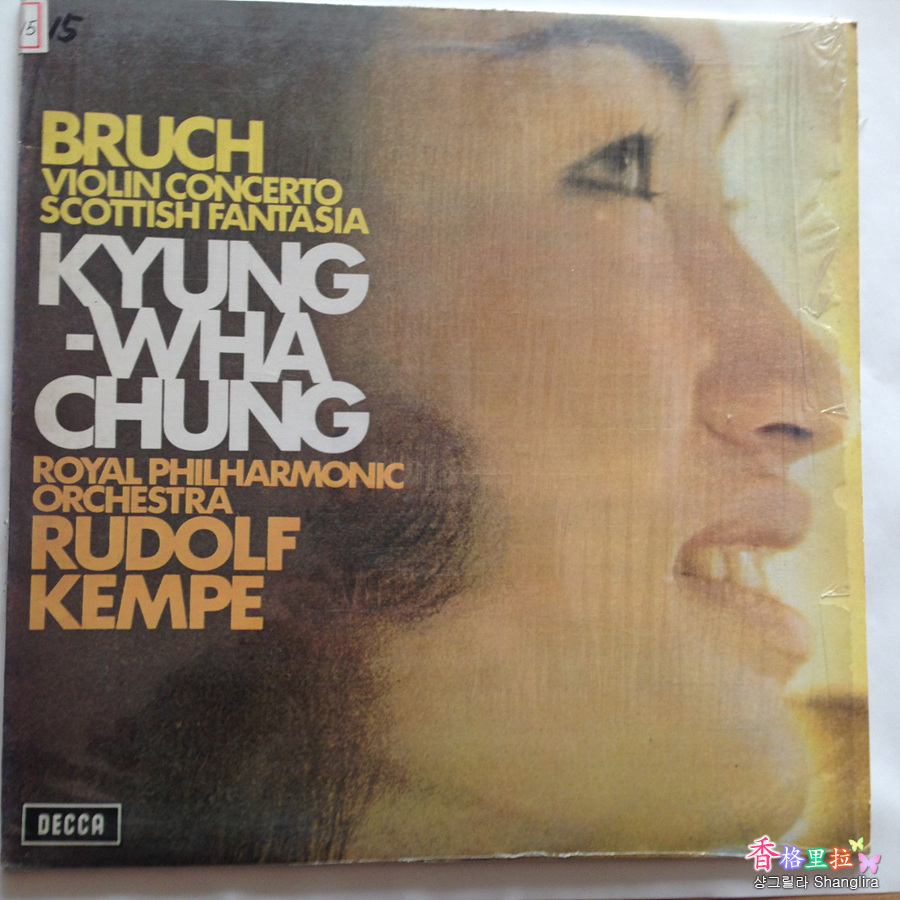 15 15
BRUCH
VIOLIN CONCERTO
SCOTTISH FANTASIA
KYUNG
-WHA
CHUNG
ROYAL PHILHARMONIC
ORCHESTRA
RUDOLF
KEMPE
DECCA
香格里拉
샹그릴라 Shanglira